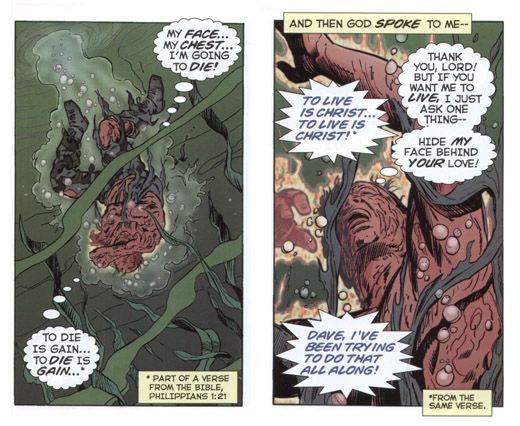 MY FACE...
MY CHEST...
I'M GOING
TO DIE!
TO DIE
IS GAIN...
TO DIE IS
GAIN...*
* PART OF A VERSE
FROM THE BIBLE,
PHILIPPIANS 1:21
AND THEN GOD SPOKE TO ME--
THANK
YOU, LORD!
BUT IF YOU
WANT ME TO
LIVE, I JUST
ASK ONE
THING--
TO LIVE
IS CHRIST...
TO LIVE IS
CHRIST!*
HIDE MY
FACE BEHIND
YOUR LOVE!
DAVE, I'VE
BEEN TRYING
TO DO THAT
ALL ALONG!
*FROM THE
SAME VERSE.